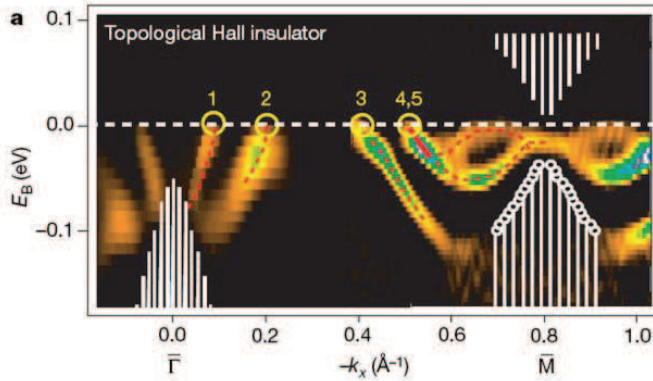 a
0.1
Topological Hall insulator
1 2 3 4,5
0.0
E_B (eV)
−0.1
0.0 0.2 0.4 0.6 0.8 1.0
Γ̅ −k_x (Å⁻¹) M̅